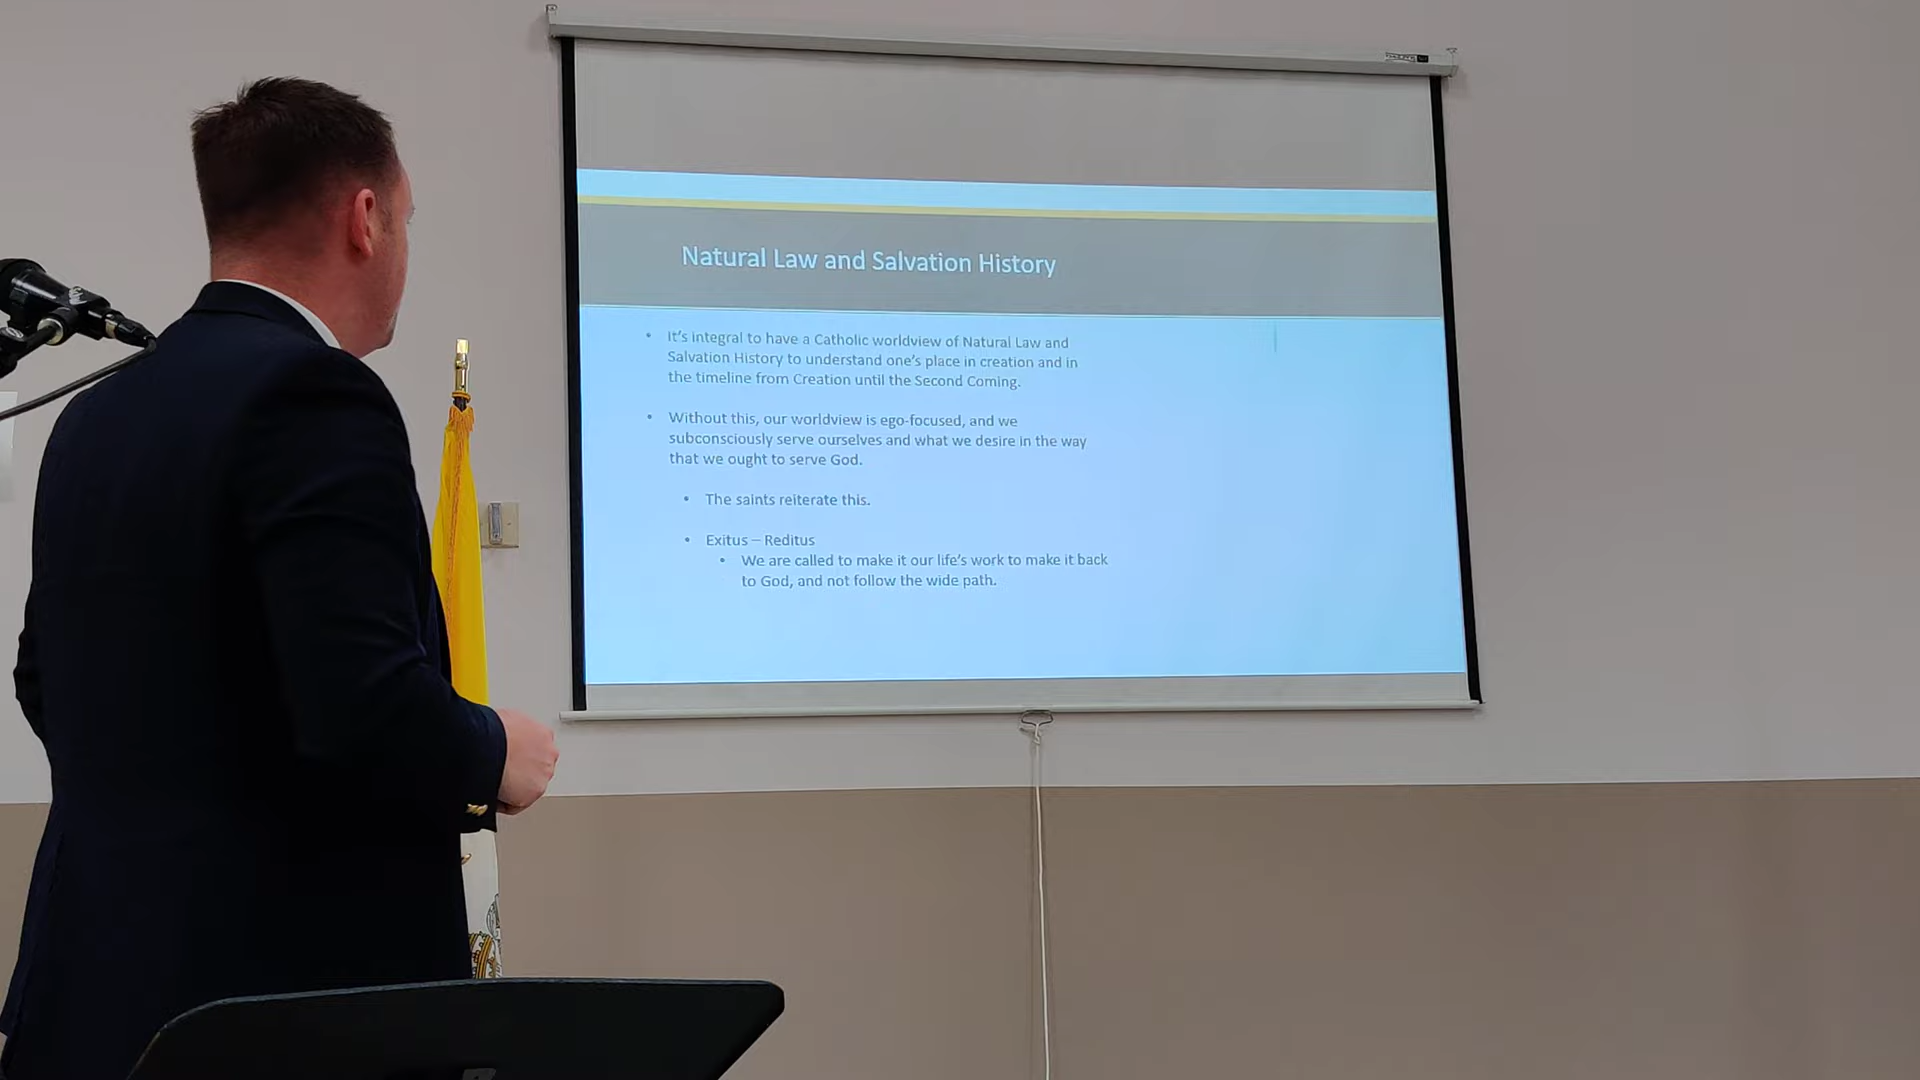 Natural Law and Salvation History
• It's integral to have a Catholic worldview of Natural Law and
Salvation History to understand one's place in creation and in
the timeline from Creation until the Second Coming.
• Without this, our worldview is ego-focused, and we
subconsciously serve ourselves and what we desire in the way
that we ought to serve God.
• The saints reiterate this.
• Exitus – Reditus
• We are called to make it our life's work to make it back
to God, and not follow the wide path.